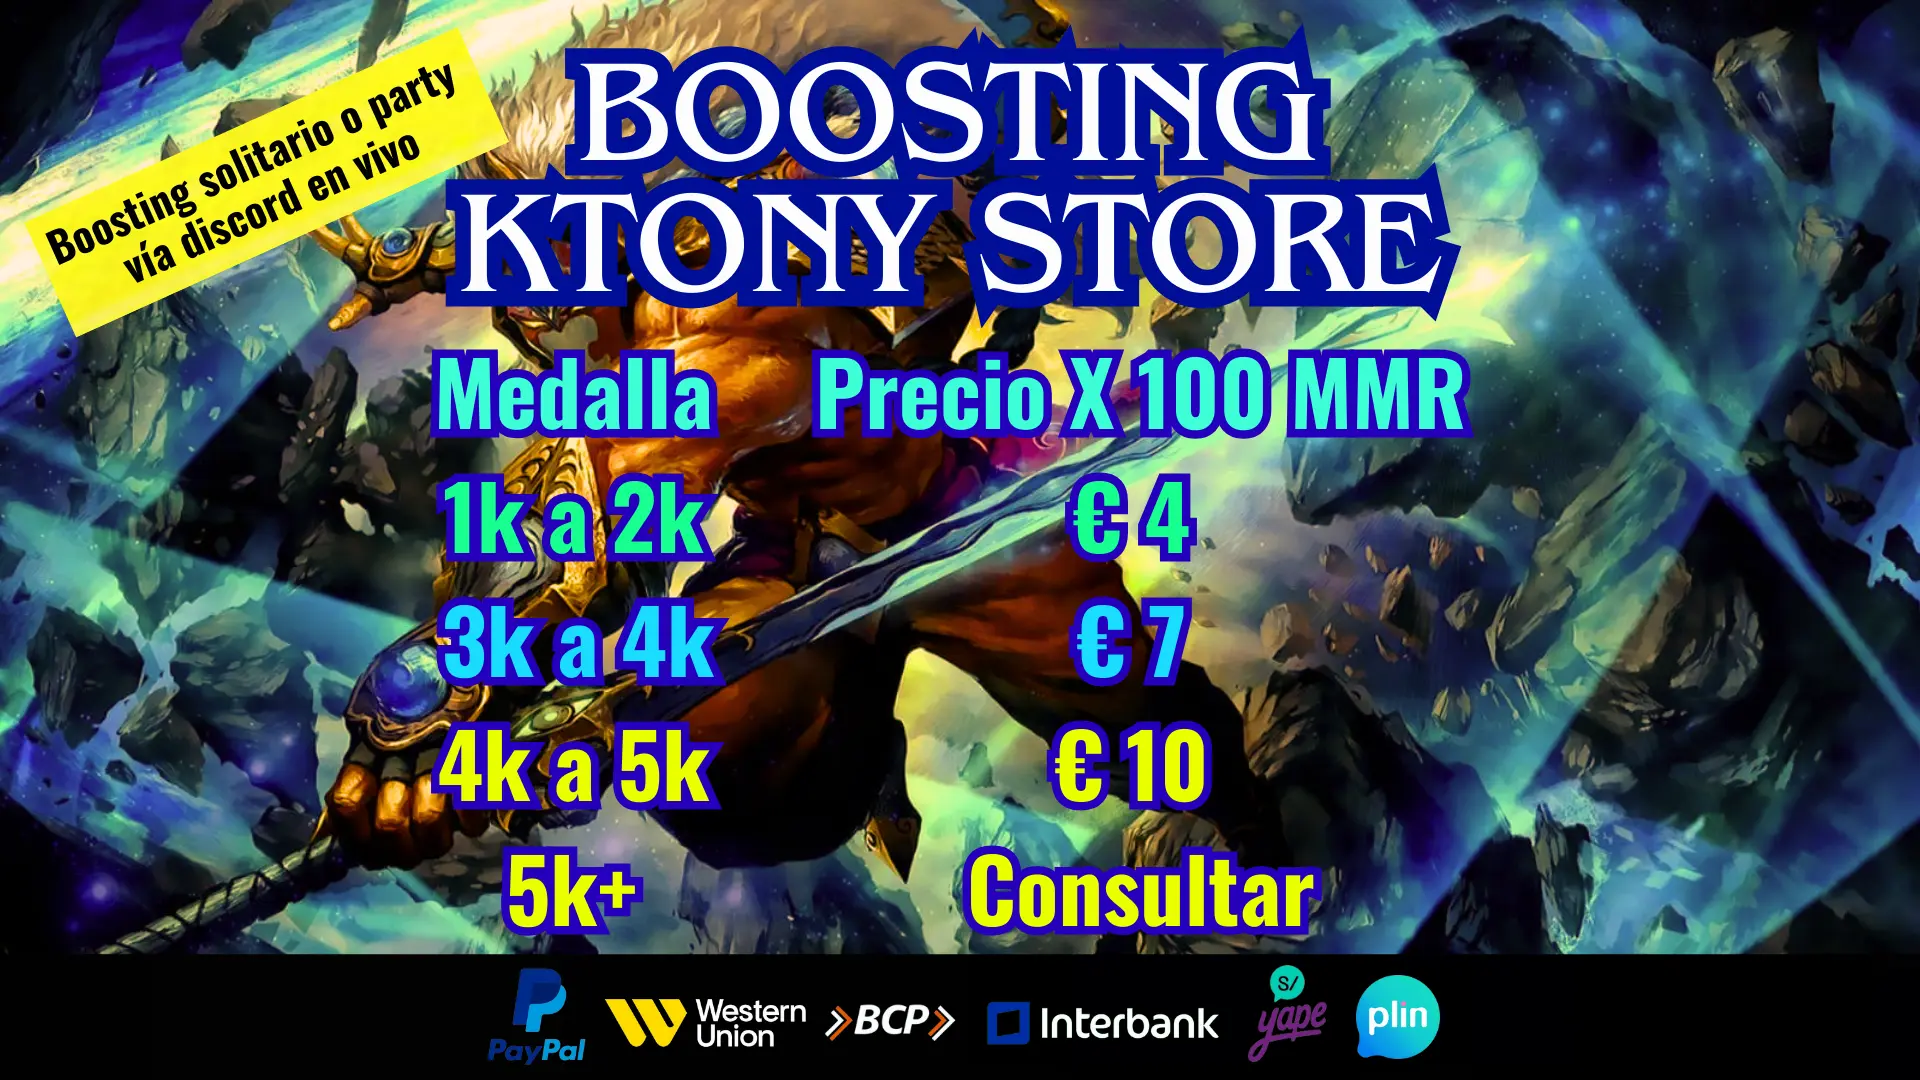 Boosting solitario o party
vía discord en vivo
BOOSTING
KTONY STORE
Medalla Precio X 100 MMR
1k a 2k € 4
3k a 4k € 7
4k a 5k € 10
5k+ Consultar
PayPal
Western
Union
BCP
Interbank
S/
yape
plin